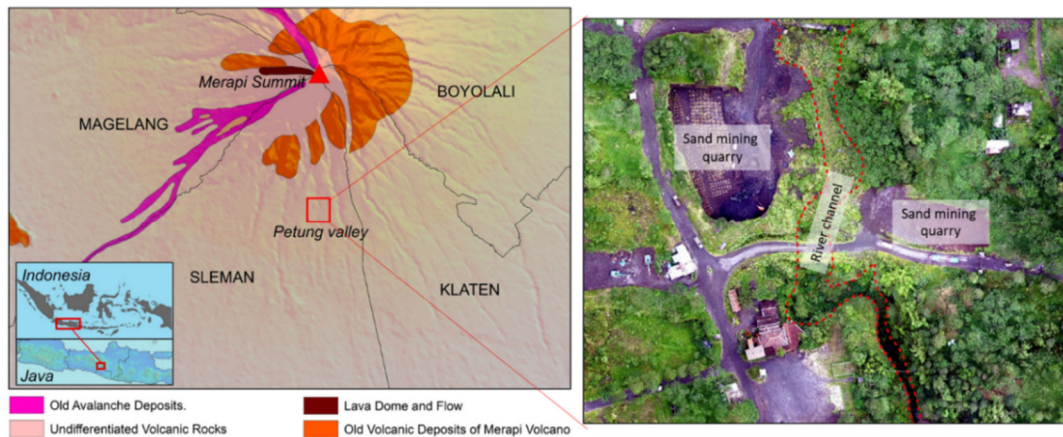 Merapi Summit
BOYOLALI
MAGELANG
Petung valley
SLEMAN
KLATEN
Indonesia
Java
Old Avalanche Deposits.
Lava Dome and Flow
Undifferentiated Volcanic Rocks
Old Volcanic Deposits of Merapi Volcano
Sand mining
quarry
River channel
Sand mining
quarry